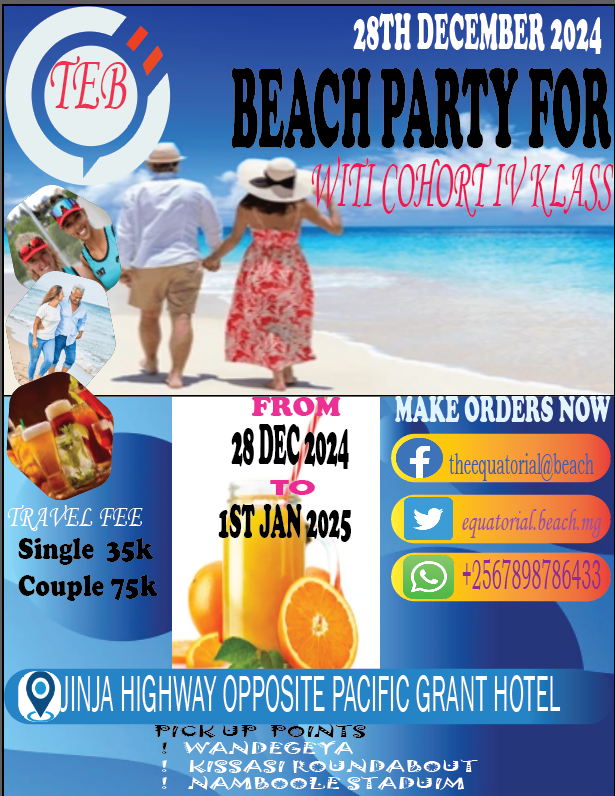 TEB
28TH DECEMBER 2024
BEACH PARTY FOR
WITI COHORT IV KLASS
FROM
28 DEC 2024
TO
1ST JAN 2025
MAKE ORDERS NOW
theequatorial@beach
equatorial.beach.mg
+2567898786433
TRAVEL FEE
Single 35k
Couple 75k
JINJA HIGHWAY OPPOSITE PACIFIC GRANT HOTEL
PICK UP POINTS
! WANDEGEYA
! KISSASI ROUNDABOUT
! NAMBOOLE STADUIM